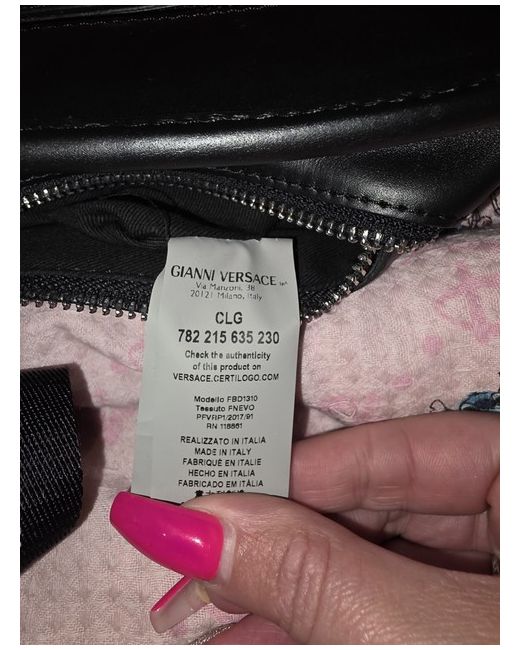 GIANNI VERSACE
Via Manzoni, 38
20121 Milano, Italy
CLG
782 215 635 230
Check the authenticity
of this product on
VERSACE.CERTILOGO.COM
Modello FBD1310
Tessuto FNEVO
PFVRP1/2017/91
RN 118661
REALIZZATO IN ITALIA
MADE IN ITALY
FABRIQUÉ EN ITALIE
HECHO EN ITALIA
FABRICADO EM ITÁLIA